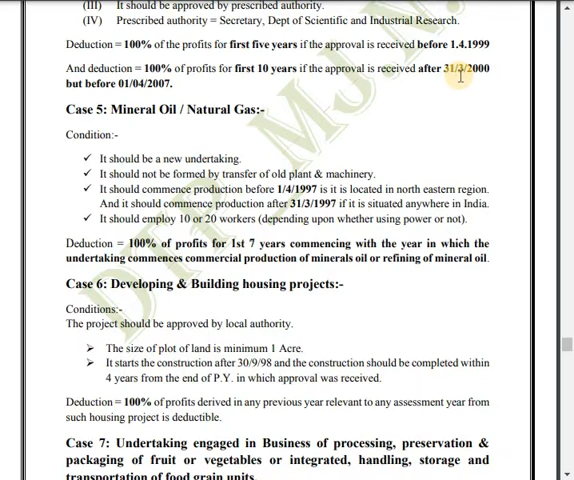 (III) It should be approved by prescribed authority.
(IV) Prescribed authority = Secretary, Dept of Scientific and Industrial Research.
Deduction = 100% of the profits for first five years if the approval is received before 1.4.1999
And deduction = 100% of profits for first 10 years if the approval is received after 31/3/2000
but before 01/04/2007.
Case 5: Mineral Oil / Natural Gas:-
Condition:-
✓ It should be a new undertaking.
✓ It should not be formed by transfer of old plant & machinery.
✓ It should commence production before 1/4/1997 is it is located in north eastern region.
And it should commence production after 31/3/1997 if it is situated anywhere in India.
✓ It should employ 10 or 20 workers (depending upon whether using power or not).
Deduction = 100% of profits for 1st 7 years commencing with the year in which the
undertaking commences commercial production of minerals oil or refining of mineral oil.
Case 6: Developing & Building housing projects:-
Conditions:-
The project should be approved by local authority.
➢ The size of plot of land is minimum 1 Acre.
➢ It starts the construction after 30/9/98 and the construction should be completed within
4 years from the end of P.Y. in which approval was received.
Deduction = 100% of profits derived in any previous year relevant to any assessment year from
such housing project is deductible.
Case 7: Undertaking engaged in Business of processing, preservation &
packaging of fruit or vegetables or integrated, handling, storage and
transportation of food grain units.
DTP_MJ.N.